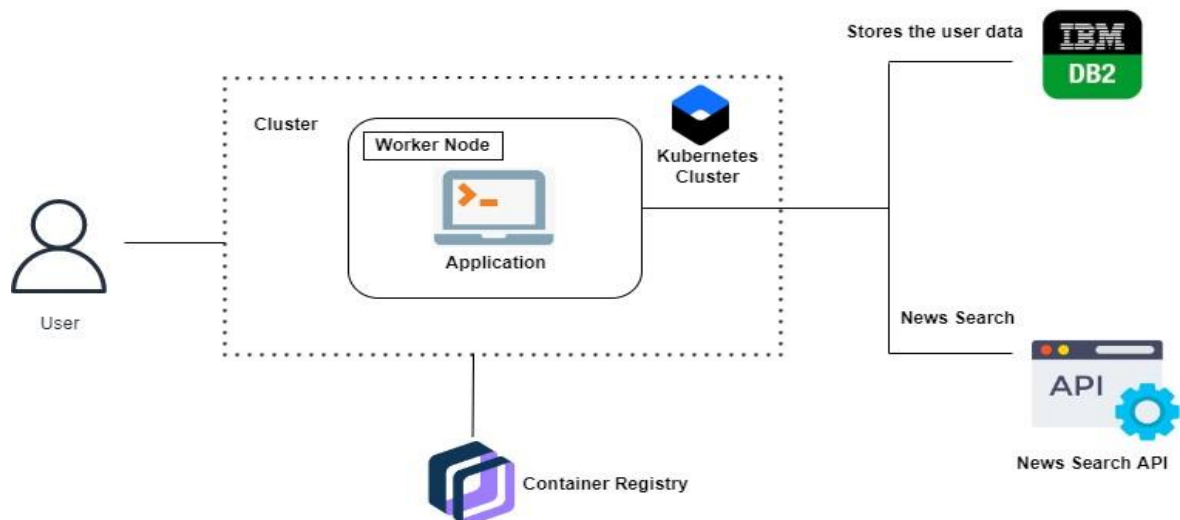 Stores the user data
IBM
DB2
Cluster
Worker Node
Kubernetes
Cluster
Application
User
News Search
API
News Search API
Container Registry